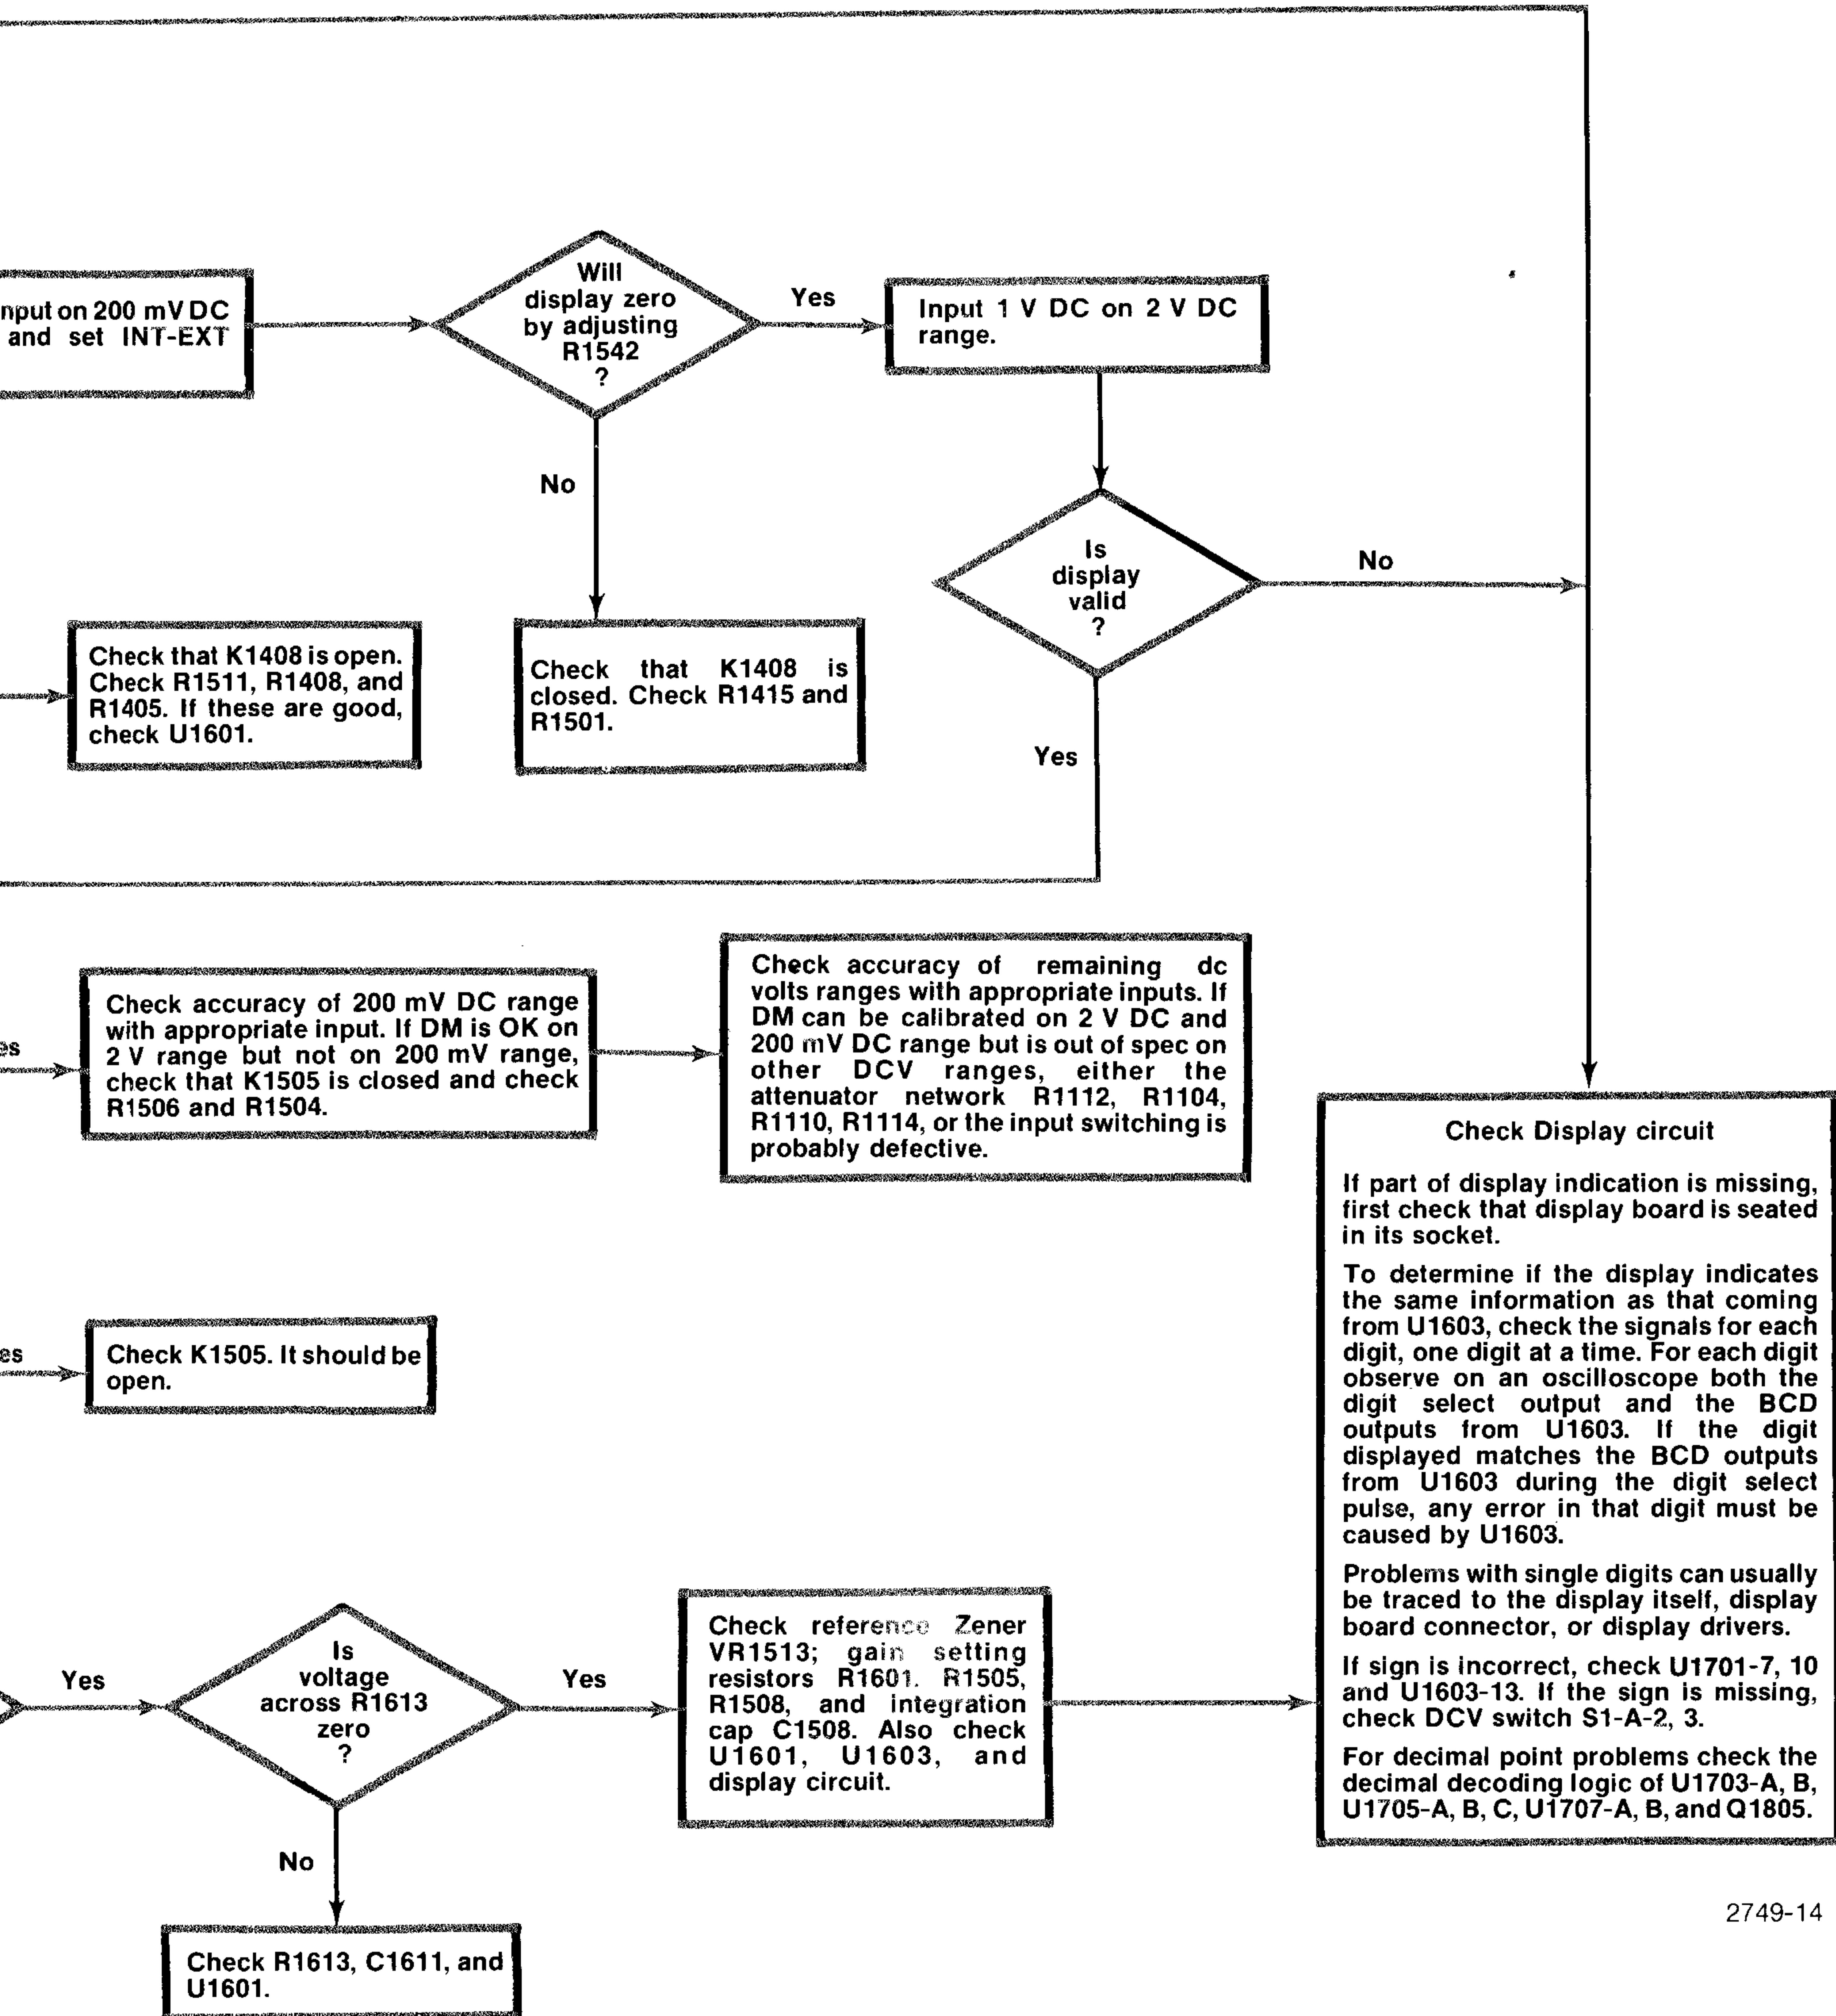 nput on 200 mV DC
and set INT-EXT
Will
display zero
by adjusting
R1542
?
Yes
Input 1 V DC on 2 V DC
range.
No
Is
display
valid
?
No
Check that K1408 is open.
Check R1511, R1408, and
R1405. If these are good,
check U1601.
Check that K1408 is
closed. Check R1415 and
R1501.
Yes
es
Check accuracy of 200 mV DC range
with appropriate input. If DM is OK on
2 V range but not on 200 mV range,
check that K1505 is closed and check
R1506 and R1504.
Check accuracy of remaining dc
volts ranges with appropriate inputs. If
DM can be calibrated on 2 V DC and
200 mV DC range but is out of spec on
other DCV ranges, either the
attenuator network R1112, R1104,
R1110, R1114, or the input switching is
probably defective.
es
Check K1505. It should be
open.
Check Display circuit
If part of display indication is missing,
first check that display board is seated
in its socket.
To determine if the display indicates
the same information as that coming
from U1603, check the signals for each
digit, one digit at a time. For each digit
observe on an oscilloscope both the
digit select output and the BCD
outputs from U1603. If the digit
displayed matches the BCD outputs
from U1603 during the digit select
pulse, any error in that digit must be
caused by U1603.
Problems with single digits can usually
be traced to the display itself, display
board connector, or display drivers.
If sign is incorrect, check U1701-7, 10
and U1603-13. If the sign is missing,
check DCV switch S1-A-2, 3.
For decimal point problems check the
decimal decoding logic of U1703-A, B,
U1705-A, B, C, U1707-A, B, and Q1805.
Yes
Is
voltage
across R1613
zero
?
Yes
Check reference Zener
VR1513; gain setting
resistors R1601. R1505,
R1508, and integration
cap C1508. Also check
U1601, U1603, and
display circuit.
No
Check R1613, C1611, and
U1601.
2749-14